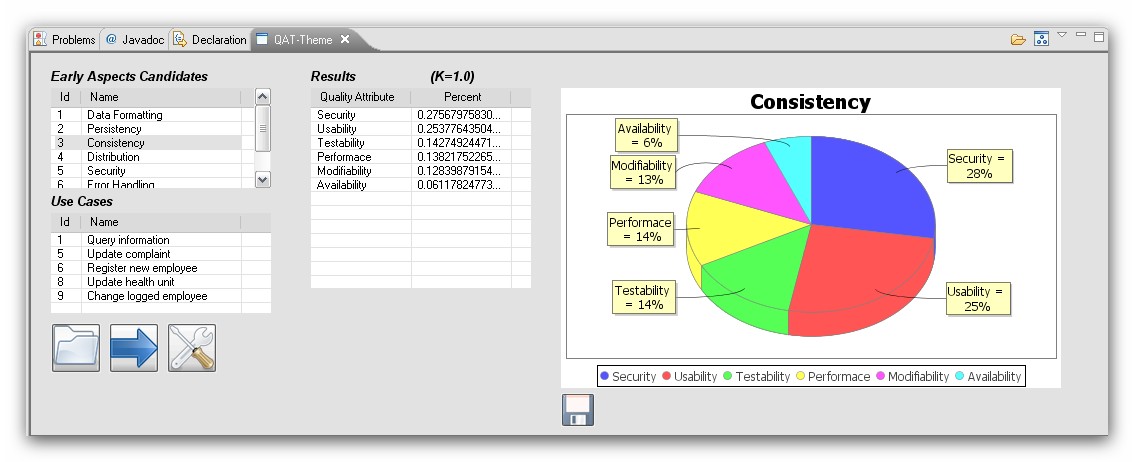 Problems @ Javadoc Declaration QAT-Theme
Early Aspects Candidates
Id Name
1 Data Formatting
2 Persistency
3 Consistency
4 Distribution
5 Security
6 Error Handling
Use Cases
Id Name
1 Query information
5 Update complaint
6 Register new employee
8 Update health unit
9 Change logged employee
Results (K=1.0)
Quality Attribute Percent
Security 0.27567975830...
Usability 0.25377643504...
Testability 0.14274924471...
Performace 0.13821752265...
Modifiability 0.12839879154...
Availability 0.06117824773...
Consistency
Availability
= 6%
Modifiability
= 13%
Performace
= 14%
Testability
= 14%
Security =
28%
Usability =
25%
Security Usability Testability Performace Modifiability Availability